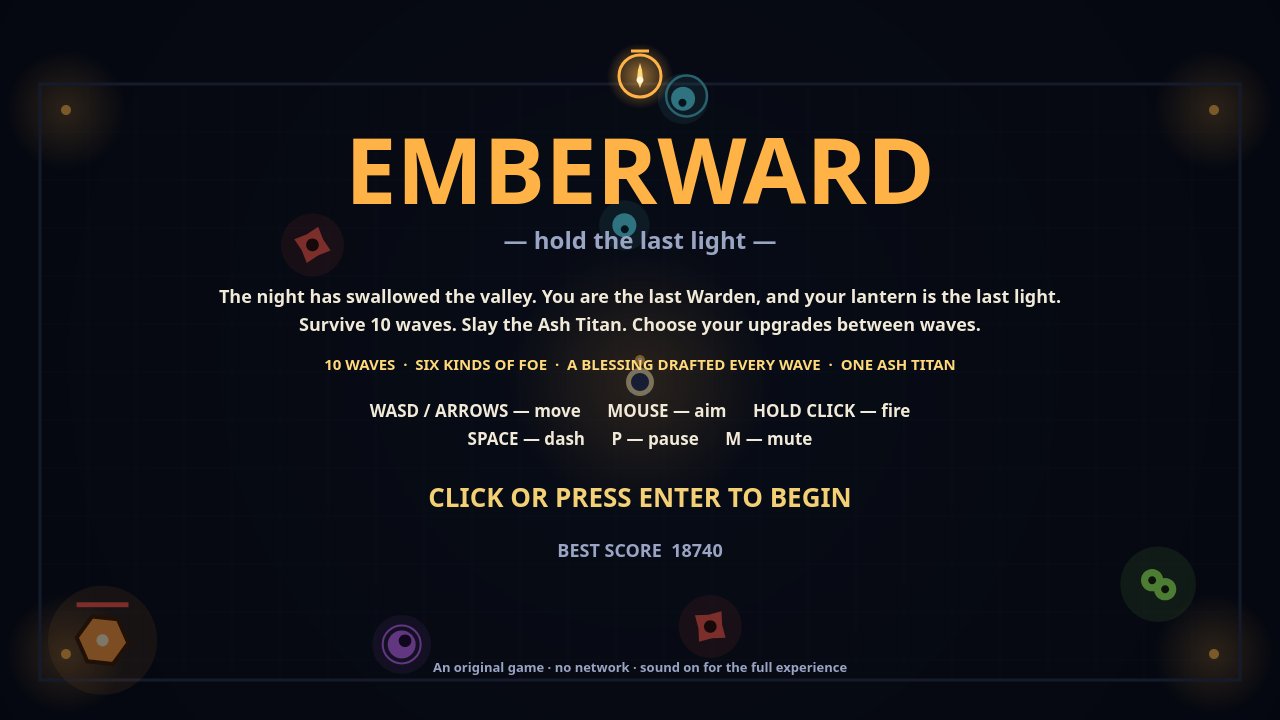 EMBERWARD
— hold the last light —
The night has swallowed the valley. You are the last Warden, and your lantern is the last light.
Survive 10 waves. Slay the Ash Titan. Choose your upgrades between waves.
10 WAVES · SIX KINDS OF FOE · A BLESSING DRAFTED EVERY WAVE · ONE ASH TITAN
WASD / ARROWS — move MOUSE — aim HOLD CLICK — fire
SPACE — dash P — pause M — mute
CLICK OR PRESS ENTER TO BEGIN
BEST SCORE 18740
An original game · no network · sound on for the full experience